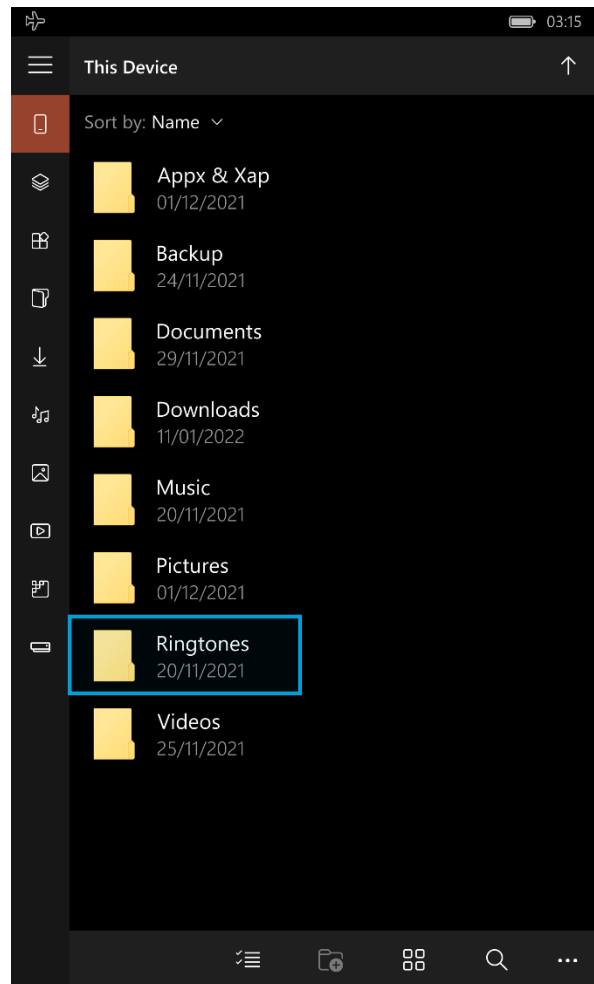 03:15
This Device
Sort by: Name
Appx & Xap
01/12/2021
Backup
24/11/2021
Documents
29/11/2021
Downloads
11/01/2022
Music
20/11/2021
Pictures
01/12/2021
Ringtones
20/11/2021
Videos
25/11/2021